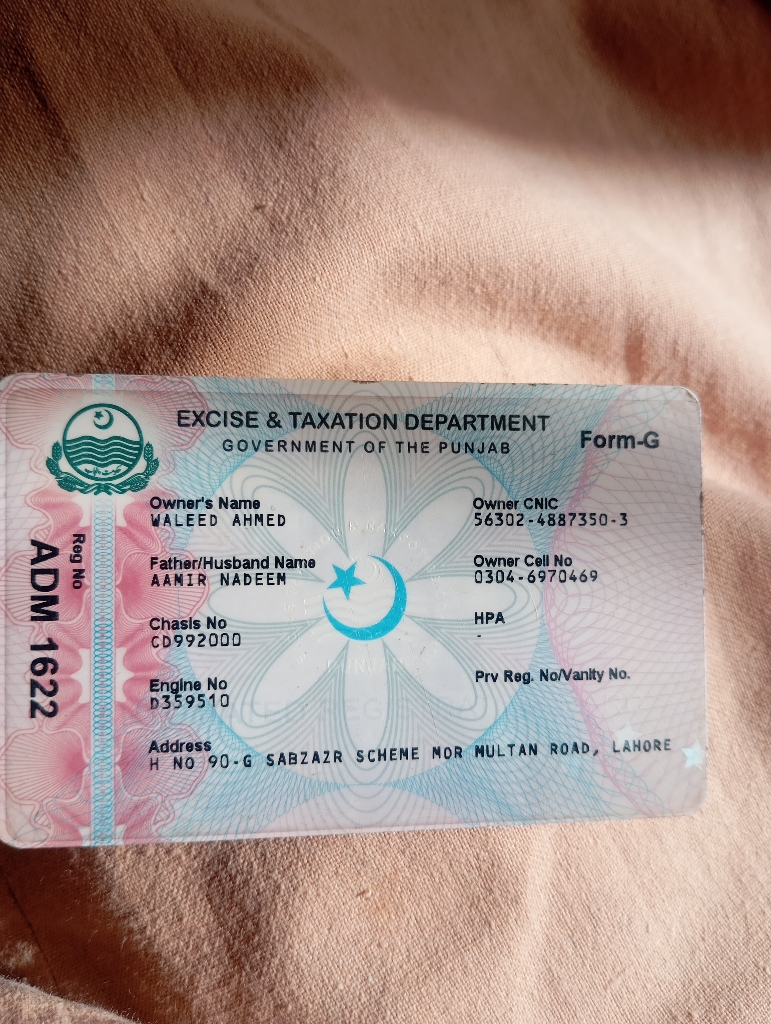 EXCISE & TAXATION DEPARTMENT
GOVERNMENT OF THE PUNJAB
Form-G
Reg No
ADM 1622
Owner's Name
WALEED AHMED
Owner CNIC
56302-4887350-3
Father/Husband Name
AAMIR NADEEM
Owner Cell No
0304-6970469
Chasis No
CD992000
HPA
-
Engine No
D359510
Prv Reg. No/Vanity No.
Address
H NO 90-G SABZAZR SCHEME MOR MULTAN ROAD, LAHORE